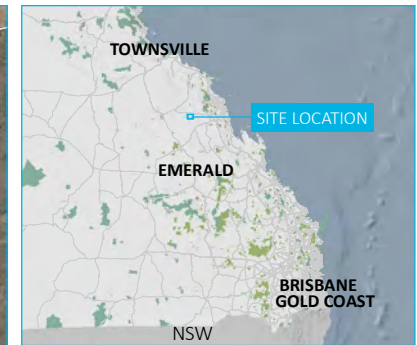 TOWNSVILLE
SITE LOCATION
EMERALD
BRISBANE
GOLD COAST
NSW